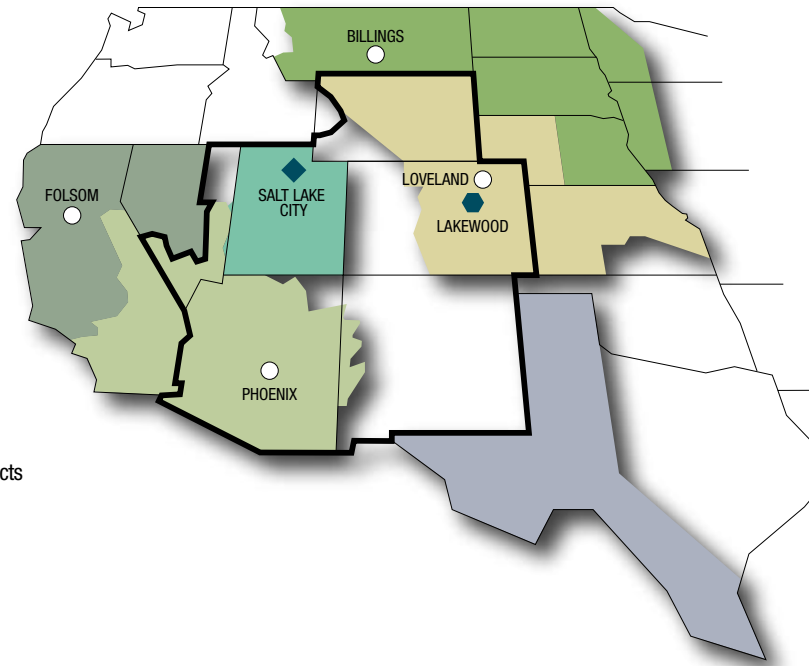 BILLINGS
LOVELAND
FOLSOM
SALT LAKE
CITY
LAKEWOOD
PHOENIX
cts